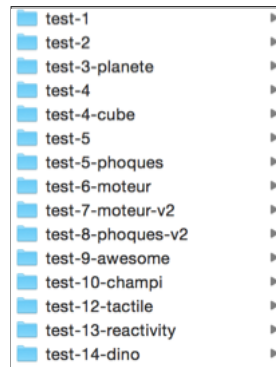 test-1
test-2
test-3-planete
test-4
test-4-cube
test-5
test-5-phoques
test-6-moteur
test-7-moteur-v2
test-8-phoques-v2
test-9-awesome
test-10-champi
test-12-tactile
test-13-reactivity
test-14-dino